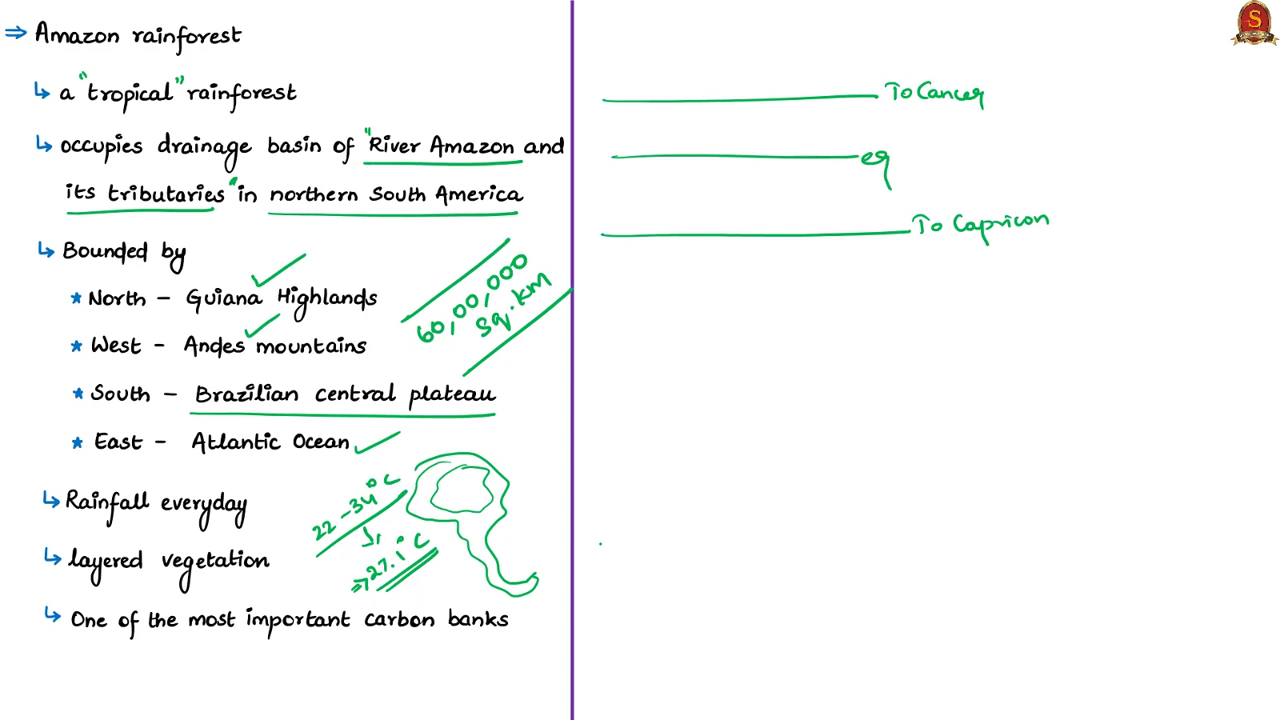 ⇒ Amazon rainforest
↳ a "tropical" rainforest
↳ occupies drainage basin of "River Amazon and
its tributaries" in northern South America
↳ Bounded by
* North - Guiana Highlands
* West - Andes mountains
* South - Brazilian central plateau
* East - Atlantic Ocean
60,00,000
Sq. KM
↳ Rainfall everyday
↳ layered vegetation
↳ One of the most important carbon banks
22-34°C
⇒ 27.1°C
To Cancer
eq
To Capricon
S